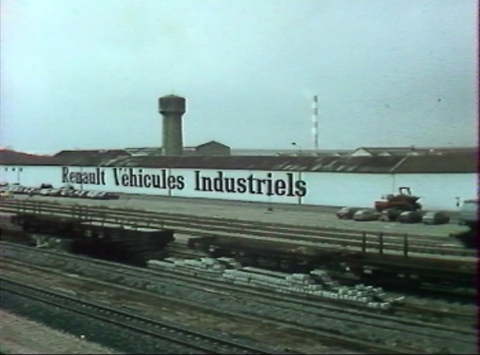 Renault Véhicules Industriels